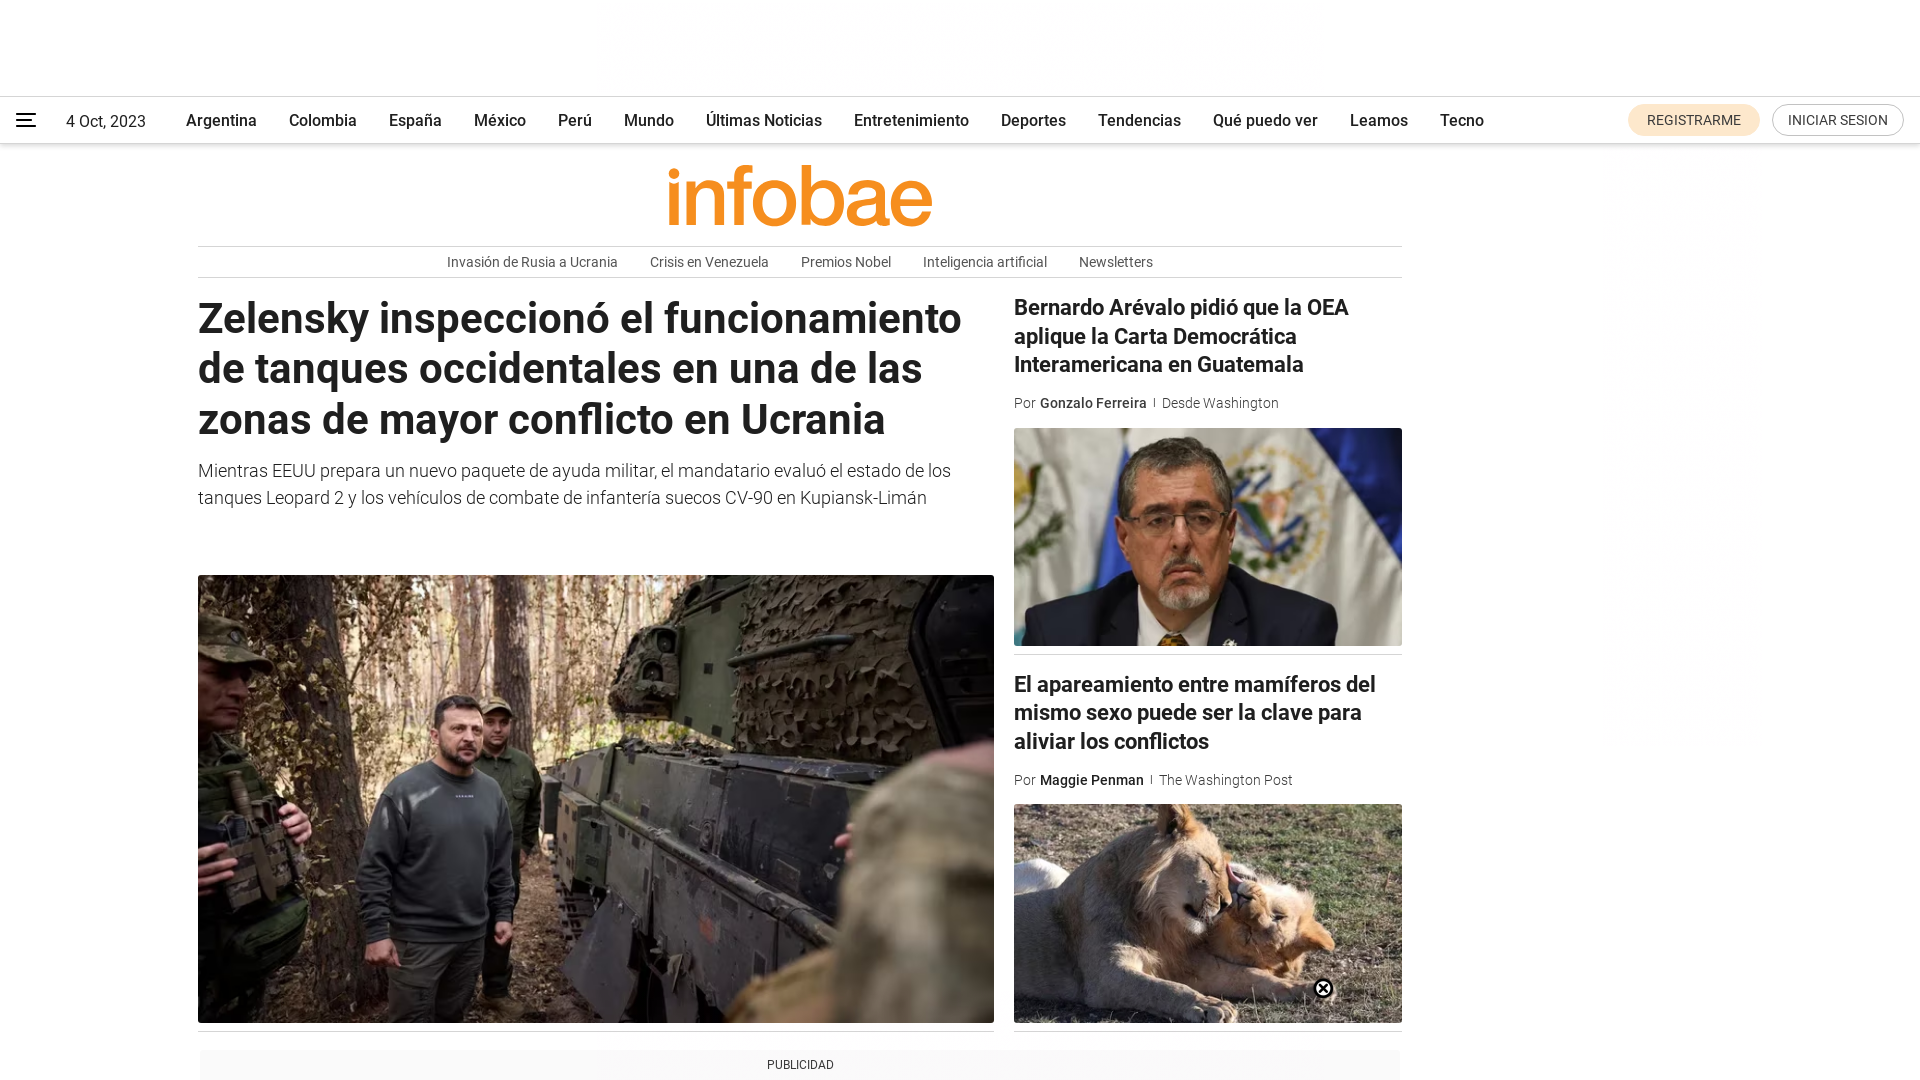 4 Oct, 2023
Argentina
Colombia
España
México
Perú
Mundo
Últimas Noticias
Entretenimiento
Deportes
Tendencias
Qué puedo ver
Leamos
Tecno
REGISTRARME
INICIAR SESION
infobae
Invasión de Rusia a Ucrania
Crisis en Venezuela
Premios Nobel
Inteligencia artificial
Newsletters
Zelensky inspeccionó el funcionamiento
de tanques occidentales en una de las
zonas de mayor conflicto en Ucrania
Mientras EEUU prepara un nuevo paquete de ayuda militar, el mandatario evaluó el estado de los
tanques Leopard 2 y los vehículos de combate de infantería suecos CV-90 en Kupiansk-Limán
Bernardo Arévalo pidió que la OEA
aplique la Carta Democrática
Interamericana en Guatemala
Por Gonzalo Ferreira | Desde Washington
El apareamiento entre mamíferos del
mismo sexo puede ser la clave para
aliviar los conflictos
Por Maggie Penman | The Washington Post
PUBLICIDAD